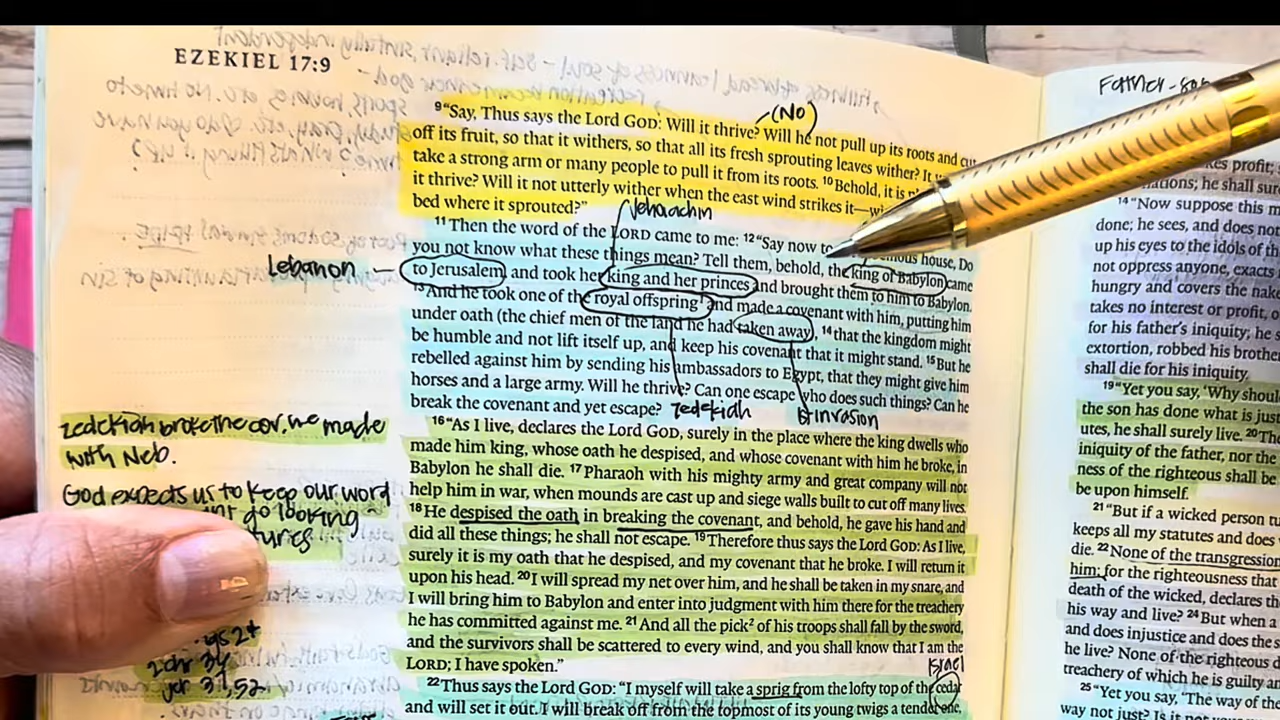 EZEKIEL 17:9
(No)
9"Say, Thus says the Lord GOD: Will it thrive? Will he not pull up its roots and cut
off its fruit, so that it withers, so that all its fresh sprouting leaves wither? It
take a strong arm or many people to pull it from its roots. 10Behold, it is
it thrive? Will it not utterly wither when the east wind strikes it—
bed where it sprouted?"
Jehoiachin
11Then the word of the LORD came to me: 12"Say now to house, Do
you not know what these things mean? Tell them, behold, the king of Babylon came
Lebanon — to Jerusalem, and took her king and her princes and brought them to him to Babylon.
13And he took one of the royal offspring1 and made a covenant with him, putting him
under oath (the chief men of the land he had taken away), 14that the kingdom might
be humble and not lift itself up, and keep his covenant that it might stand. 15But he
rebelled against him by sending his ambassadors to Egypt, that they might give him
horses and a large army. Will he thrive? Can one escape who does such things? Can he
break the covenant and yet escape?
zedekiah
invasion
16"As I live, declares the Lord GOD, surely in the place where the king dwells who
made him king, whose oath he despised, and whose covenant with him he broke, in
Babylon he shall die. 17Pharaoh with his mighty army and great company will not
help him in war, when mounds are cast up and siege walls built to cut off many lives.
18He despised the oath in breaking the covenant, and behold, he gave his hand and
did all these things; he shall not escape. 19Therefore thus says the Lord GOD: As I live,
surely it is my oath that he despised, and my covenant that he broke. I will return it
upon his head. 20I will spread my net over him, and he shall be taken in my snare, and
I will bring him to Babylon and enter into judgment with him there for the treachery
he has committed against me. 21And all the pick2 of his troops shall fall by the sword,
and the survivors shall be scattered to every wind, and you shall know that I am the
LORD; I have spoken."
Israel
22Thus says the Lord GOD: "I myself will take a sprig from the lofty top of the cedar
and will set it out. I will break off from the topmost of its young twigs a tender one,
zedekiah broke the cov. he made
with Neb.
God expects us to keep our word
go looking
2 chr 34
jer 37, 52
Father-son
profit;
nations; he shall sur
14"Now suppose this m
done; he sees, and does not
up his eyes to the idols of th
not oppress anyone, exacts
hungry and covers the nake
takes no interest or profit, o
for his father's iniquity; he s
extortion, robbed his brothe
shall die for his iniquity.
19"Yet you say, 'Why shoul
the son has done what is just
utes, he shall surely live. 20Th
iniquity of the father, nor the
ness of the righteous shall be
be upon himself.
21"But if a wicked person tu
keeps all my statutes and does
die. 22None of the transgression
him; for the righteousness that
death of the wicked, declares th
his way and live? 24But when a
and does injustice and does the s
he live? None of the righteous d
treachery of which he is guilty an
25"Yet you say, 'The way of the
way not just? Is it not